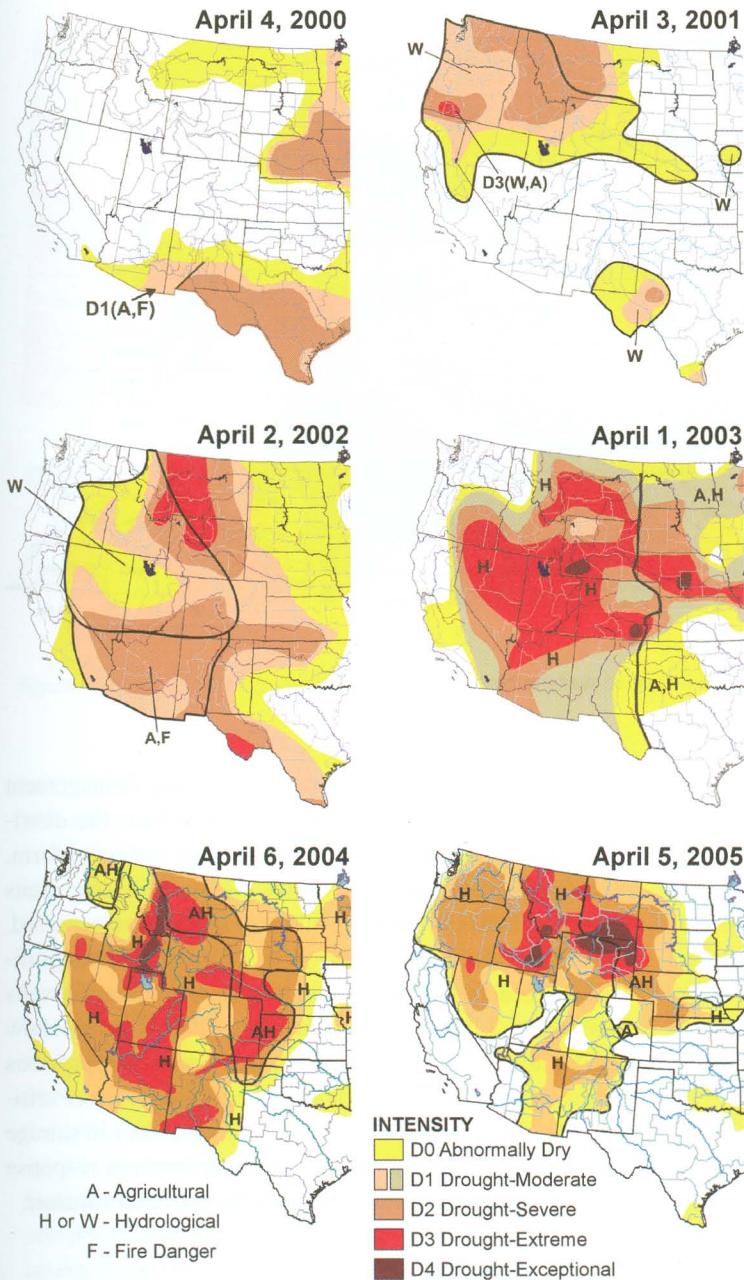 April 4, 2000
D1(A,F)
April 3, 2001
W
D3(W,A)
W
W
April 2, 2002
W
A,F
April 1, 2003
H
A,H
H
H
H
A,H
April 6, 2004
AH
AH
H
H
H
H
H
AH
H
H
H
A - Agricultural
H or W - Hydrological
F - Fire Danger
April 5, 2005
H
H
H
AH
H
A
H
INTENSITY
D0 Abnormally Dry
D1 Drought-Moderate
D2 Drought-Severe
D3 Drought-Extreme
D4 Drought-Exceptional